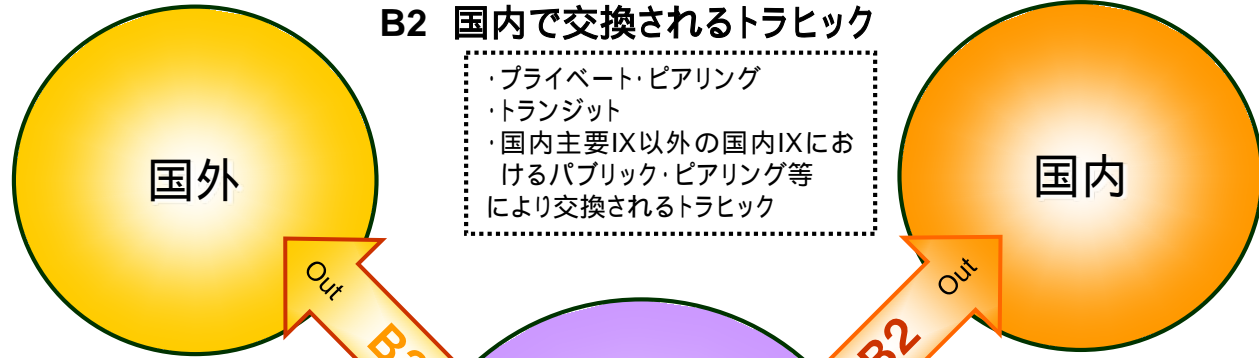 B2 国内で交換されるトラヒック
・プライベート・ピアリング
・トランジット
・国内主要IX以外の国内IXにお
けるパブリック・ピアリング等
により交換されるトラヒック
国外
国内
Out
Out
B2